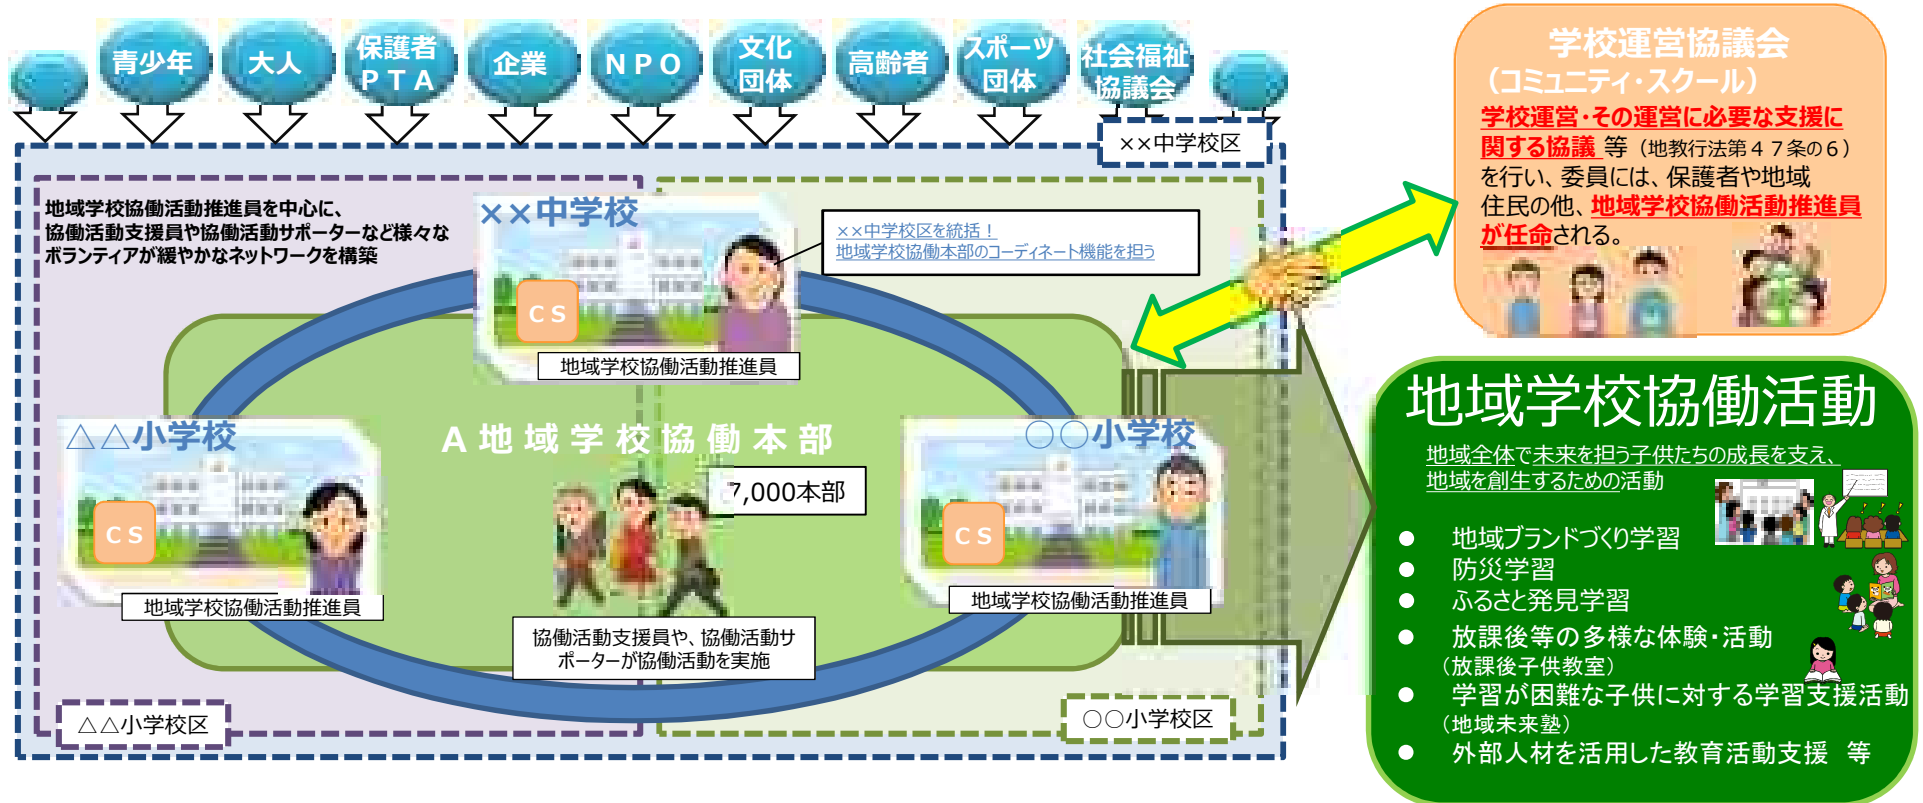 青少年
大人
保護者
ＰＴＡ
企業
ＮＰＯ
文化
団体
高齢者
スポーツ
団体
社会福祉
協議会
××中学校区
地域学校協働活動推進員を中心に、
協働活動支援員や協働活動サポーターなど様々な
ボランティアが緩やかなネットワークを構築
××中学校
××中学校区を統括！
地域学校協働本部のコーディネート機能を担う
ＣＳ
地域学校協働活動推進員
△△小学校
ＣＳ
地域学校協働活動推進員
Ａ地域学校協働本部
7,000本部
協働活動支援員や、協働活動サ
ポーターが協働活動を実施
○○小学校
ＣＳ
地域学校協働活動推進員
△△小学校区
○○小学校区
学校運営協議会
（コミュニティ・スクール）
学校運営・その運営に必要な支援に
関する協議 等（地教行法第４７条の６）
を行い、委員には、保護者や地域
住民の他、地域学校協働活動推進員
が任命される。
地域学校協働活動
地域全体で未来を担う子供たちの成長を支え、
地域を創生するための活動
● 地域ブランドづくり学習
● 防災学習
● ふるさと発見学習
● 放課後等の多様な体験・活動
（放課後子供教室）
● 学習が困難な子供に対する学習支援活動
（地域未来塾）
● 外部人材を活用した教育活動支援 等